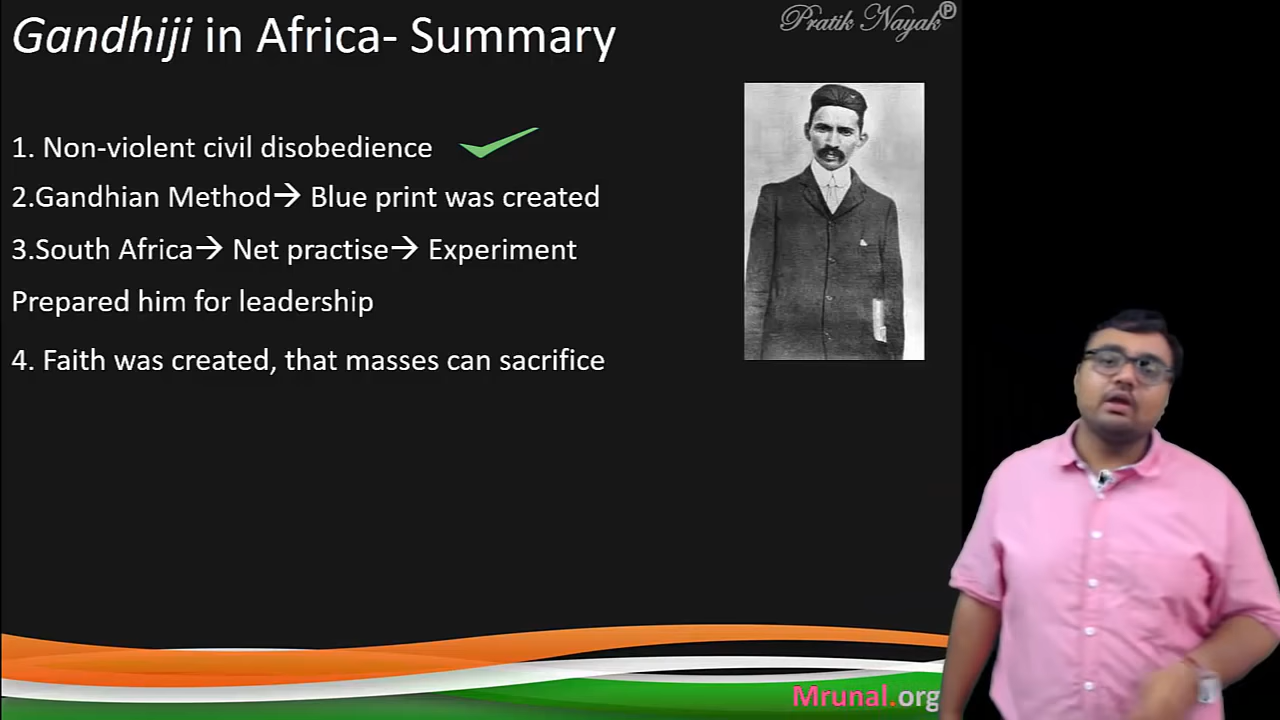 Gandhiji in Africa- Summary
Pratik Nayak℗
1. Non-violent civil disobedience
2.Gandhian Method→ Blue print was created
3.South Africa→ Net practise→ Experiment
Prepared him for leadership
4. Faith was created, that masses can sacrifice
Mrunal.org